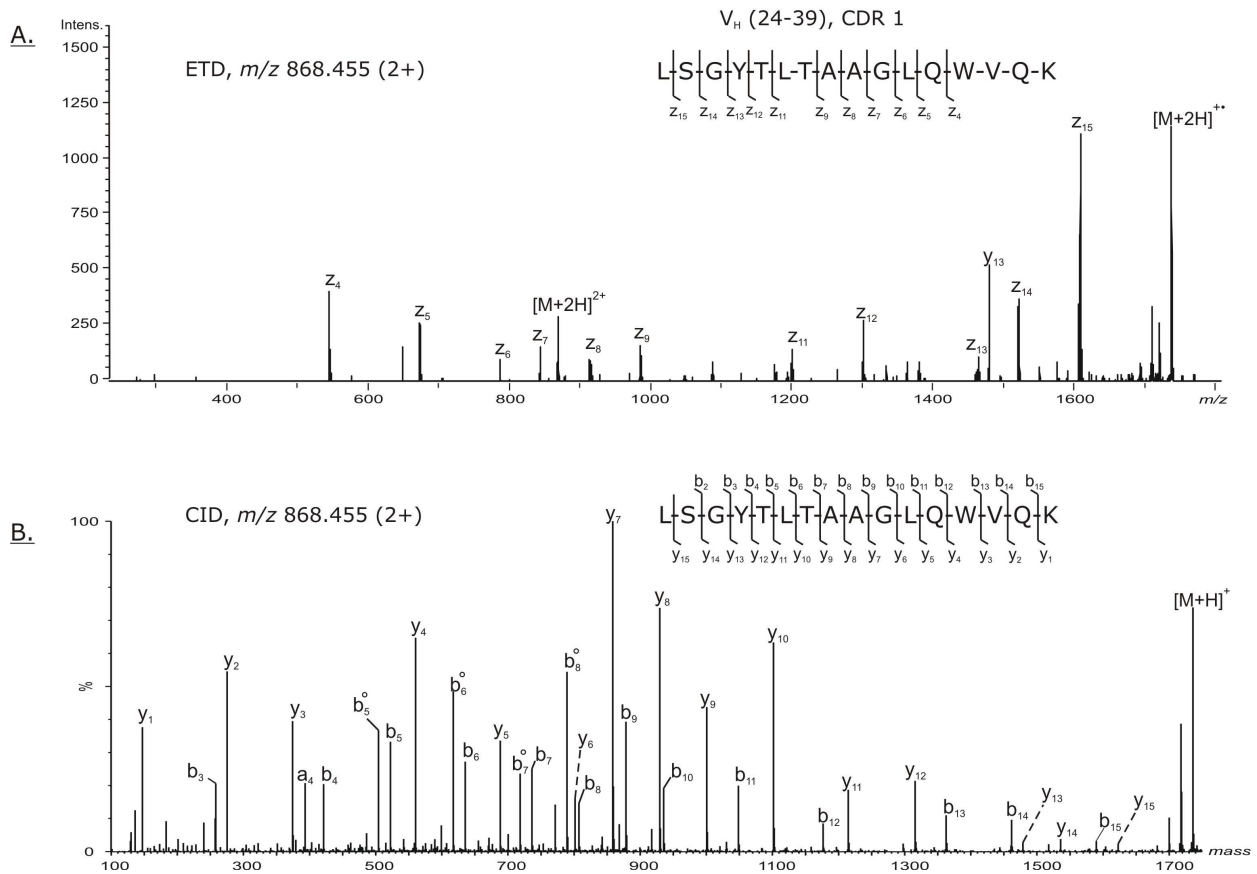 A.
Intens.
V_H (24-39), CDR 1
ETD, m/z 868.455 (2+)
L-S-G-Y-T-L-T-A-A-G-L-Q-W-V-Q-K
z₁₅ z₁₄ z₁₃ z₁₂ z₁₁ z₉ z₈ z₇ z₆ z₅ z₄
1500
1250
1000
750
500
250
0
z₄
z₅
z₆
z₇
[M+2H]²⁺
z₈
z₉
z₁₁
z₁₂
z₁₃
y₁₃
z₁₄
z₁₅
[M+2H]⁺•
400 600 800 1000 1200 1400 1600 m/z
B.
CID, m/z 868.455 (2+)
b₂ b₃ b₄ b₅ b₆ b₇ b₈ b₉ b₁₀ b₁₁ b₁₂ b₁₃ b₁₄ b₁₅
L-S-G-Y-T-L-T-A-A-G-L-Q-W-V-Q-K
y₁₅ y₁₄ y₁₃ y₁₂ y₁₁ y₁₀ y₉ y₈ y₇ y₆ y₅ y₄ y₃ y₂ y₁
100
%
0
y₁
b₃
y₂
y₃
a₄
b₄
b₅°
b₅
y₄
b₆°
b₆
y₅
b₇°
b₇
b₈°
y₆
b₈
y₇
b₉
y₈
b₁₀
y₉
b₁₁
y₁₀
b₁₂
y₁₁
y₁₂
b₁₃
b₁₄
y₁₃
y₁₄
b₁₅
y₁₅
[M+H]⁺
100 300 500 700 900 1100 1300 1500 1700 mass